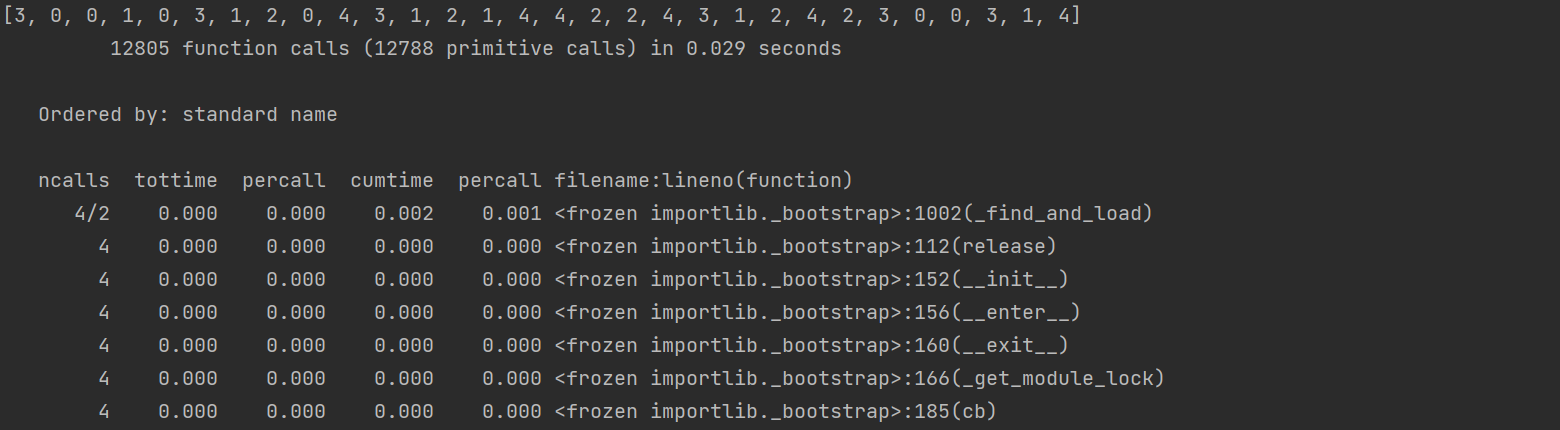 [3, 0, 0, 1, 0, 3, 1, 2, 0, 4, 3, 1, 2, 1, 4, 4, 2, 2, 4, 3, 1, 2, 4, 2, 3, 0, 0, 3, 1, 4]
12805 function calls (12788 primitive calls) in 0.029 seconds
Ordered by: standard name
ncalls tottime percall cumtime percall filename:lineno(function)
4/2 0.000 0.000 0.002 0.001 <frozen importlib._bootstrap>:1002(_find_and_load)
4 0.000 0.000 0.000 0.000 <frozen importlib._bootstrap>:112(release)
4 0.000 0.000 0.000 0.000 <frozen importlib._bootstrap>:152(__init__)
4 0.000 0.000 0.000 0.000 <frozen importlib._bootstrap>:156(__enter__)
4 0.000 0.000 0.000 0.000 <frozen importlib._bootstrap>:160(__exit__)
4 0.000 0.000 0.000 0.000 <frozen importlib._bootstrap>:166(_get_module_lock)
4 0.000 0.000 0.000 0.000 <frozen importlib._bootstrap>:185(cb)